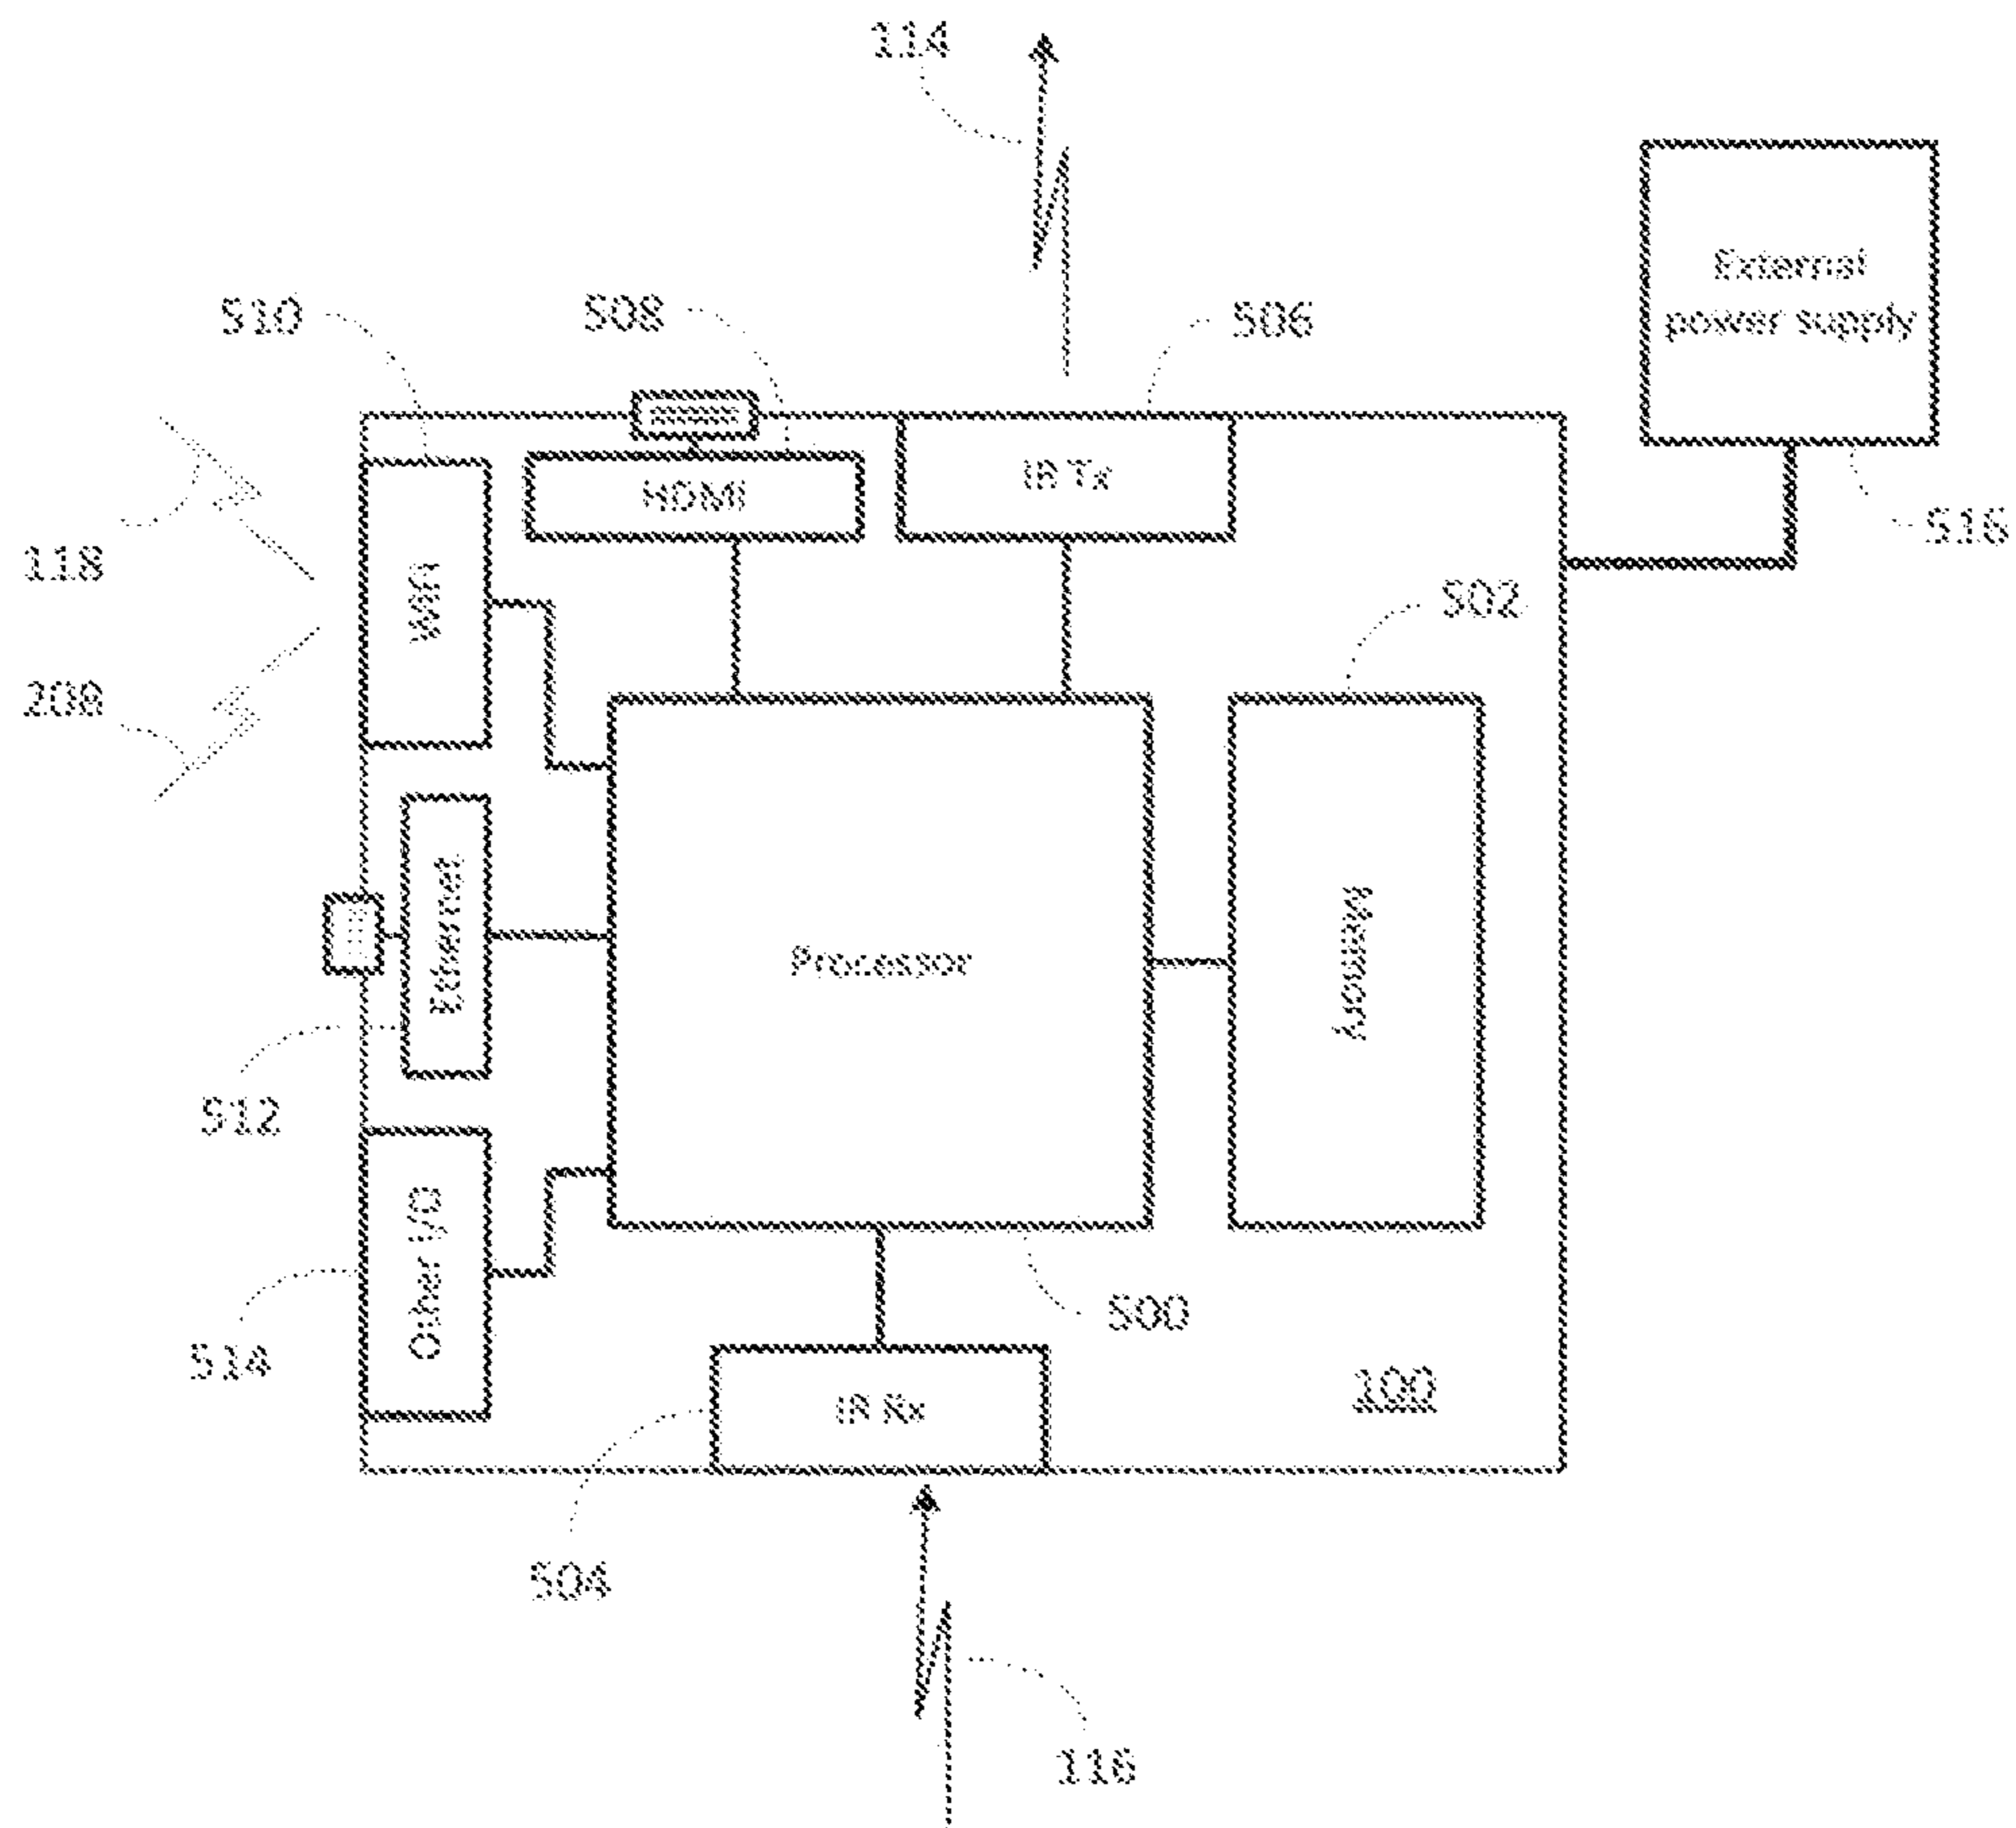 114
External
power supply
510
508
506
HDMI
IR Tx
516
118
WiFi
502
208
Ethernet
Processor
Memory
512
Other I/O
500
514
100
IR Rx
504
116